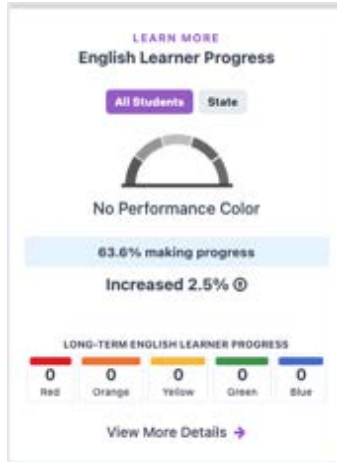 LEARN MORE
English Learner Progress
All Students State
No Performance Color
63.6% making progress
Increased 2.5%
LONG-TERM ENGLISH LEARNER PROGRESS
0 0 0 0 0
Red Orange Yellow Green Blue
View More Details →